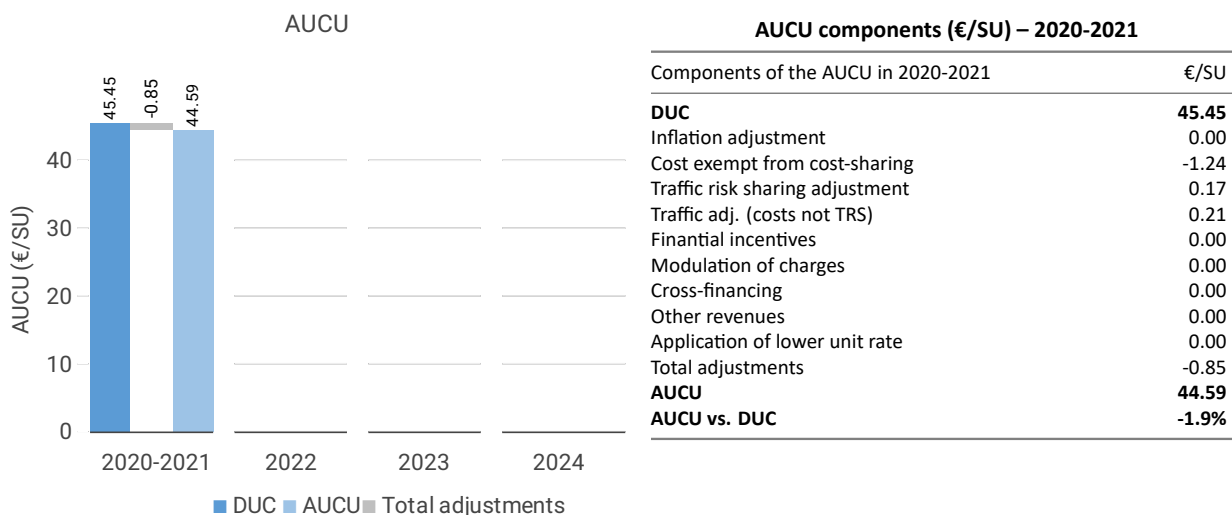 AUCU
45.45
-0.85
44.59
AUCU (€/SU)
40
30
20
10
0
2020-2021 2022 2023 2024
DUC AUCU Total adjustments
AUCU components (€/SU) – 2020-2021
Components of the AUCU in 2020-2021 €/SU
DUC 45.45
Inflation adjustment 0.00
Cost exempt from cost-sharing -1.24
Traffic risk sharing adjustment 0.17
Traffic adj. (costs not TRS) 0.21
Finantial incentives 0.00
Modulation of charges 0.00
Cross-financing 0.00
Other revenues 0.00
Application of lower unit rate 0.00
Total adjustments -0.85
AUCU 44.59
AUCU vs. DUC -1.9%